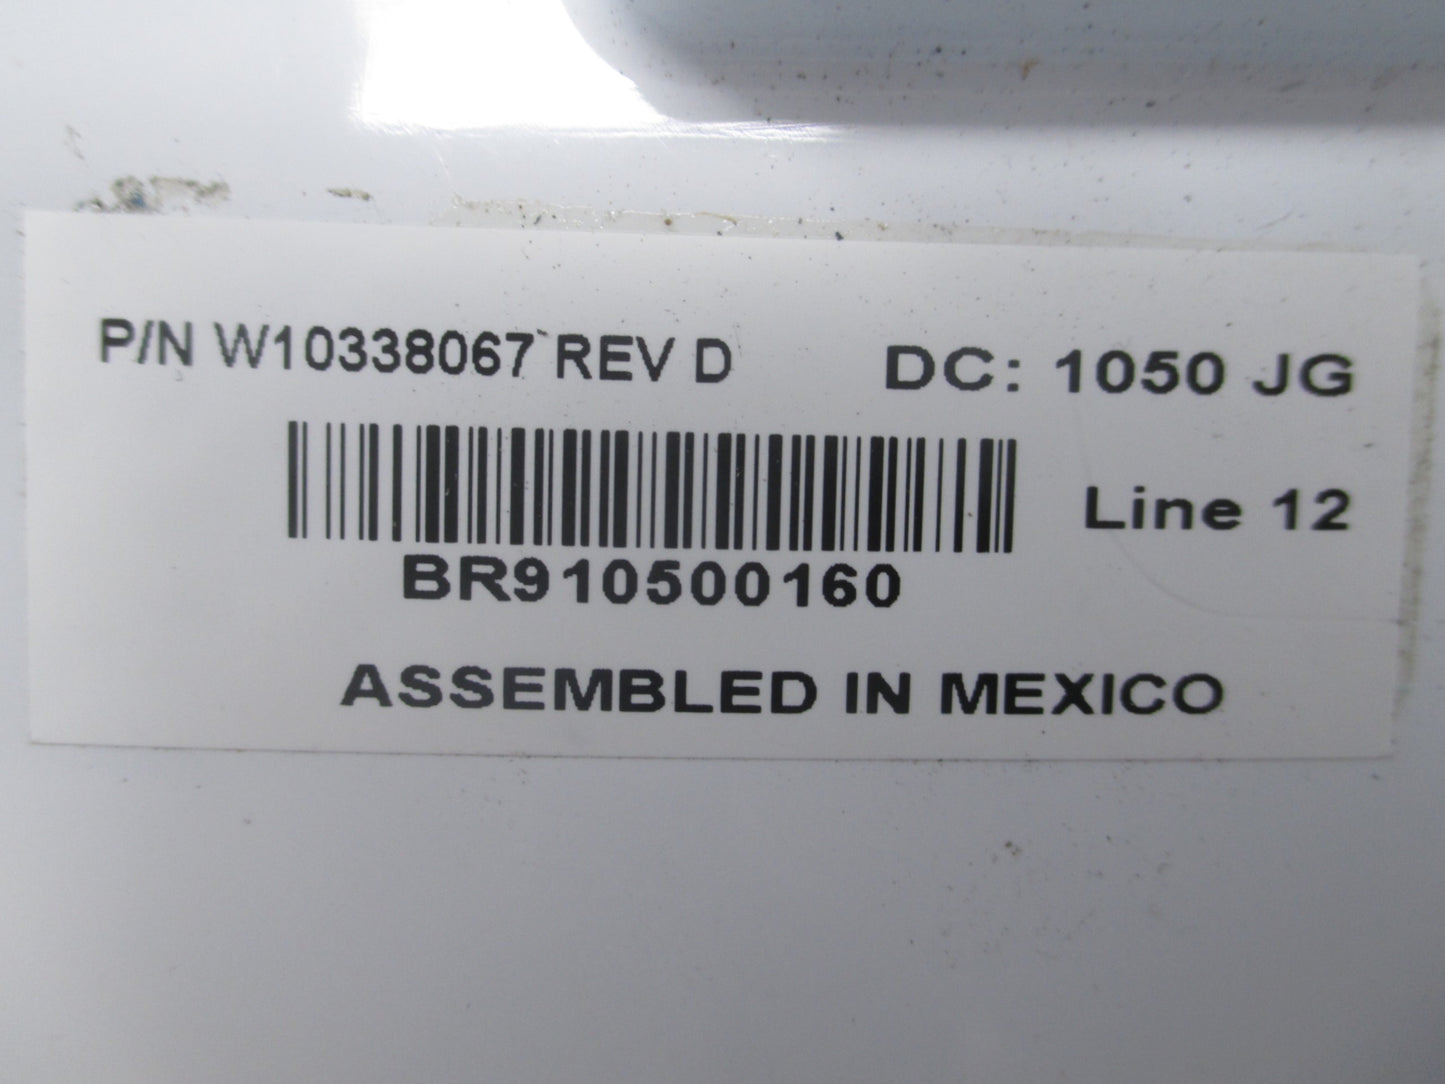 P/N W10338067 REV D DC: 1050 JG
Line 12
BR910500160
ASSEMBLED IN MEXICO